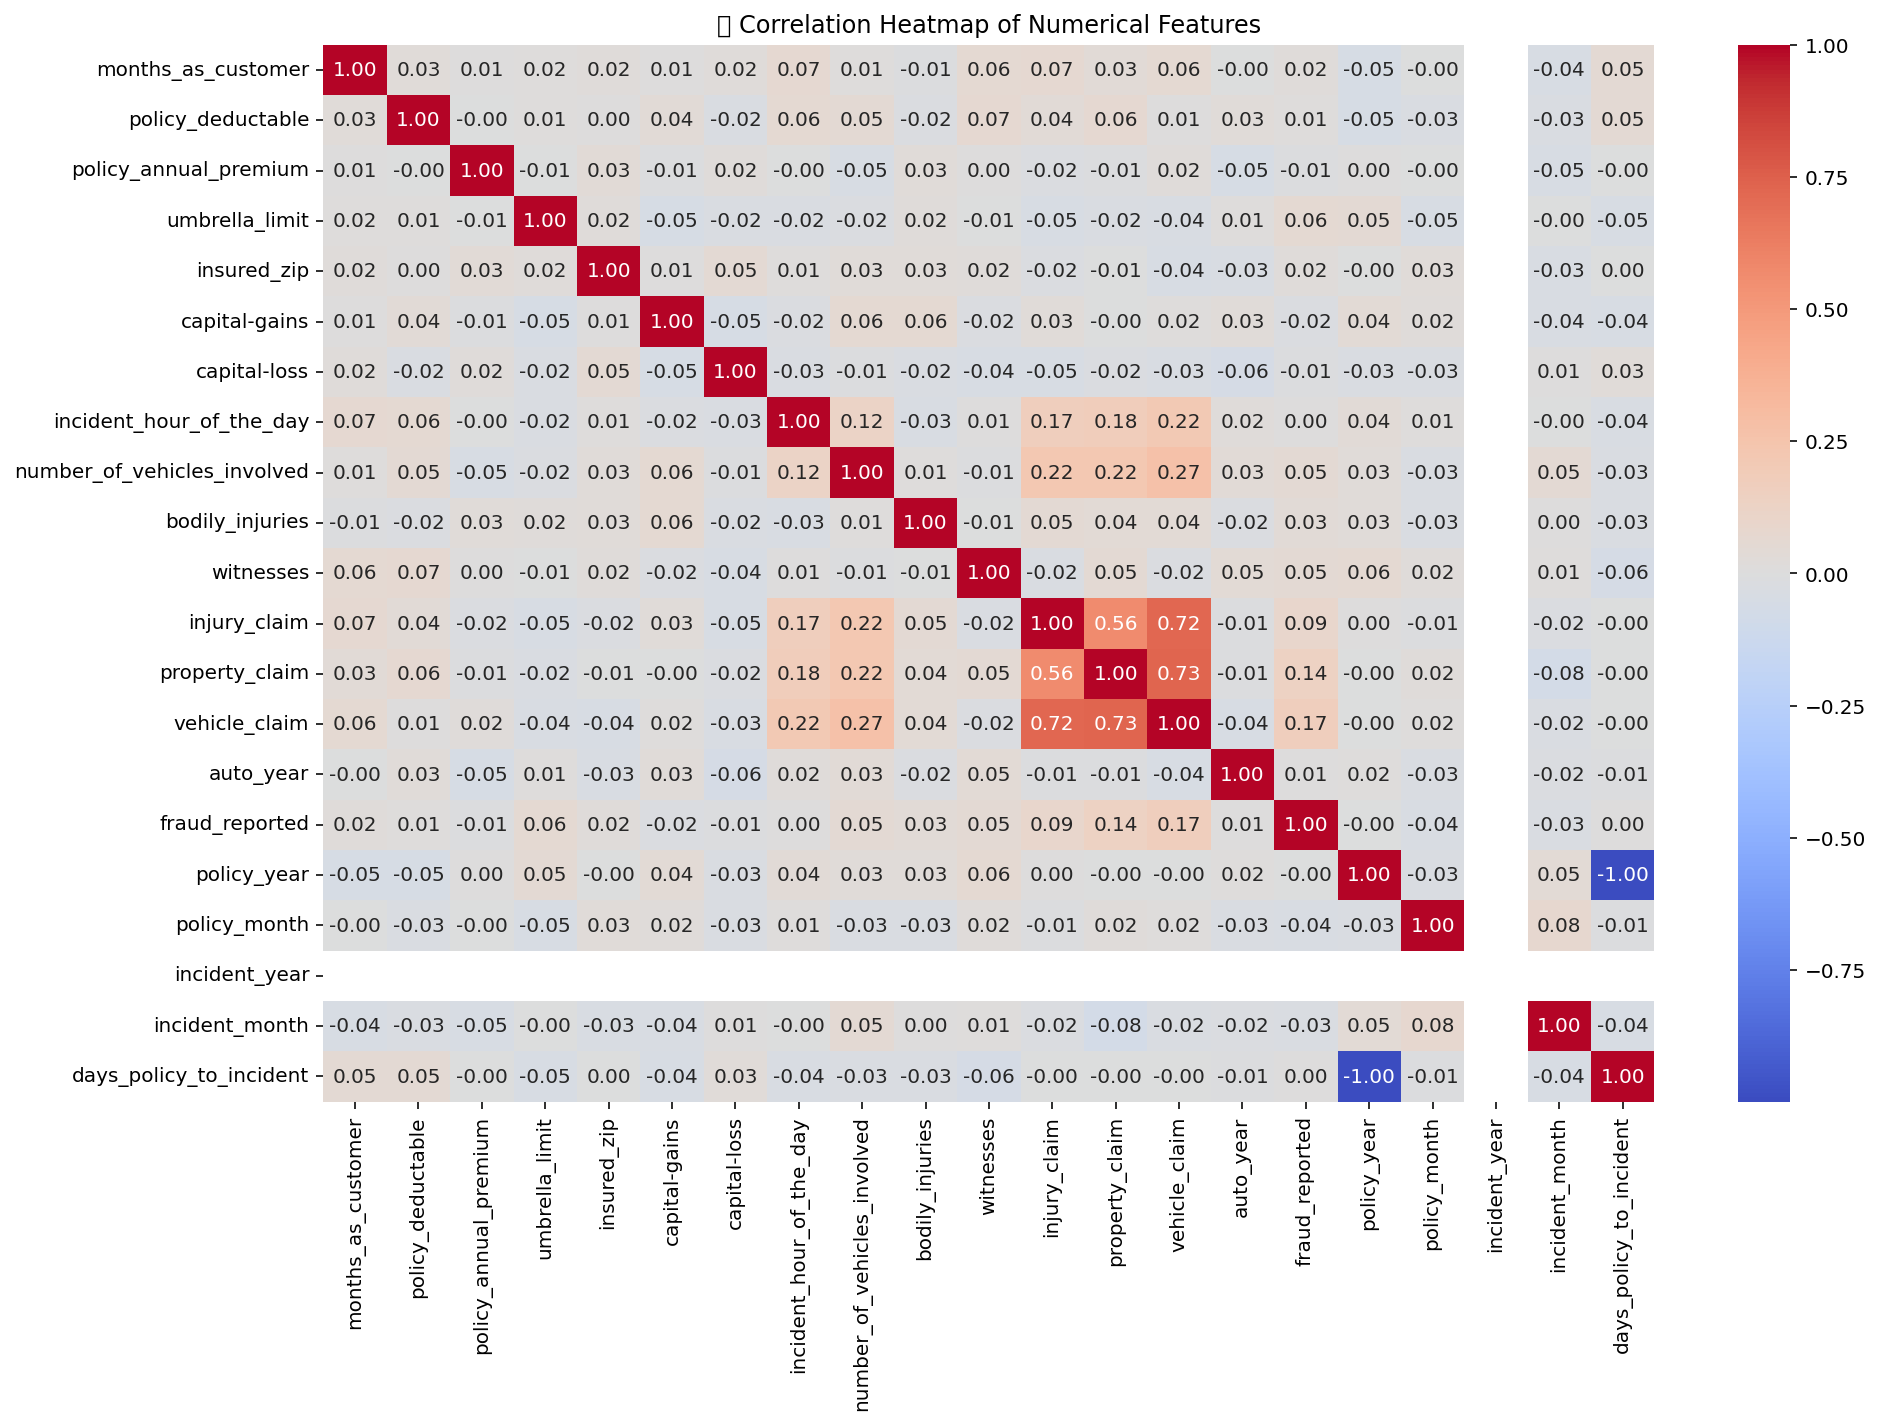 Correlation Heatmap of Numerical Features
months_as_customer 1.00 0.03 0.01 0.02 0.02 0.01 0.02 0.07 0.01 -0.01 0.06 0.07 0.03 0.06 -0.00 0.02 -0.05 -0.00 -0.04 0.05
policy_deductable 0.03 1.00 -0.00 0.01 0.00 0.04 -0.02 0.06 0.05 -0.02 0.07 0.04 0.06 0.01 0.03 0.01 -0.05 -0.03 -0.03 0.05
policy_annual_premium 0.01 -0.00 1.00 -0.01 0.03 -0.01 0.02 -0.00 -0.05 0.03 0.00 -0.02 -0.01 0.02 -0.05 -0.01 0.00 -0.00 -0.05 -0.00
umbrella_limit 0.02 0.01 -0.01 1.00 0.02 -0.05 -0.02 -0.02 -0.02 0.02 -0.01 -0.05 -0.02 -0.04 0.01 0.06 0.05 -0.05 -0.00 -0.05
insured_zip 0.02 0.00 0.03 0.02 1.00 0.01 0.05 0.01 0.03 0.03 0.02 -0.02 -0.01 -0.04 -0.03 0.02 -0.00 0.03 -0.03 0.00
capital-gains 0.01 0.04 -0.01 -0.05 0.01 1.00 -0.05 -0.02 0.06 0.06 -0.02 0.03 -0.00 0.02 0.03 -0.02 0.04 0.02 -0.04 -0.04
capital-loss 0.02 -0.02 0.02 -0.02 0.05 -0.05 1.00 -0.03 -0.01 -0.02 -0.04 -0.05 -0.02 -0.03 -0.06 -0.01 -0.03 -0.03 0.01 0.03
incident_hour_of_the_day 0.07 0.06 -0.00 -0.02 0.01 -0.02 -0.03 1.00 0.12 -0.03 0.01 0.17 0.18 0.22 0.02 0.00 0.04 0.01 -0.00 -0.04
number_of_vehicles_involved 0.01 0.05 -0.05 -0.02 0.03 0.06 -0.01 0.12 1.00 0.01 -0.01 0.22 0.22 0.27 0.03 0.05 0.03 -0.03 0.05 -0.03
bodily_injuries -0.01 -0.02 0.03 0.02 0.03 0.06 -0.02 -0.03 0.01 1.00 -0.01 0.05 0.04 0.04 -0.02 0.03 0.03 -0.03 0.00 -0.03
witnesses 0.06 0.07 0.00 -0.01 0.02 -0.02 -0.04 0.01 -0.01 -0.01 1.00 -0.02 0.05 -0.02 0.05 0.05 0.06 0.02 0.01 -0.06
injury_claim 0.07 0.04 -0.02 -0.05 -0.02 0.03 -0.05 0.17 0.22 0.05 -0.02 1.00 0.56 0.72 -0.01 0.09 0.00 -0.01 -0.02 -0.00
property_claim 0.03 0.06 -0.01 -0.02 -0.01 -0.00 -0.02 0.18 0.22 0.04 0.05 0.56 1.00 0.73 -0.01 0.14 -0.00 0.02 -0.08 -0.00
vehicle_claim 0.06 0.01 0.02 -0.04 -0.04 0.02 -0.03 0.22 0.27 0.04 -0.02 0.72 0.73 1.00 -0.04 0.17 -0.00 0.02 -0.02 -0.00
auto_year -0.00 0.03 -0.05 0.01 -0.03 0.03 -0.06 0.02 0.03 -0.02 0.05 -0.01 -0.01 -0.04 1.00 0.01 0.02 -0.03 -0.02 -0.01
fraud_reported 0.02 0.01 -0.01 0.06 0.02 -0.02 -0.01 0.00 0.05 0.03 0.05 0.09 0.14 0.17 0.01 1.00 -0.00 -0.04 -0.03 0.00
policy_year -0.05 -0.05 0.00 0.05 -0.00 0.04 -0.03 0.04 0.03 0.03 0.06 0.00 -0.00 -0.00 0.02 -0.00 1.00 -0.03 0.05 -1.00
policy_month -0.00 -0.03 -0.00 -0.05 0.03 0.02 -0.03 0.01 -0.03 -0.03 0.02 -0.01 0.02 0.02 -0.03 -0.04 -0.03 1.00 0.08 -0.01
incident_year
incident_month -0.04 -0.03 -0.05 -0.00 -0.03 -0.04 0.01 -0.00 0.05 0.00 0.01 -0.02 -0.08 -0.02 -0.02 -0.03 0.05 0.08 1.00 -0.04
days_policy_to_incident 0.05 0.05 -0.00 -0.05 0.00 -0.04 0.03 -0.04 -0.03 -0.03 -0.06 -0.00 -0.00 -0.00 -0.01 0.00 -1.00 -0.01 -0.04 1.00
months_as_customer
policy_deductable
policy_annual_premium
umbrella_limit
insured_zip
capital-gains
capital-loss
incident_hour_of_the_day
number_of_vehicles_involved
bodily_injuries
witnesses
injury_claim
property_claim
vehicle_claim
auto_year
fraud_reported
policy_year
policy_month
incident_year
incident_month
days_policy_to_incident
1.00
0.75
0.50
0.25
0.00
−0.25
−0.50
−0.75